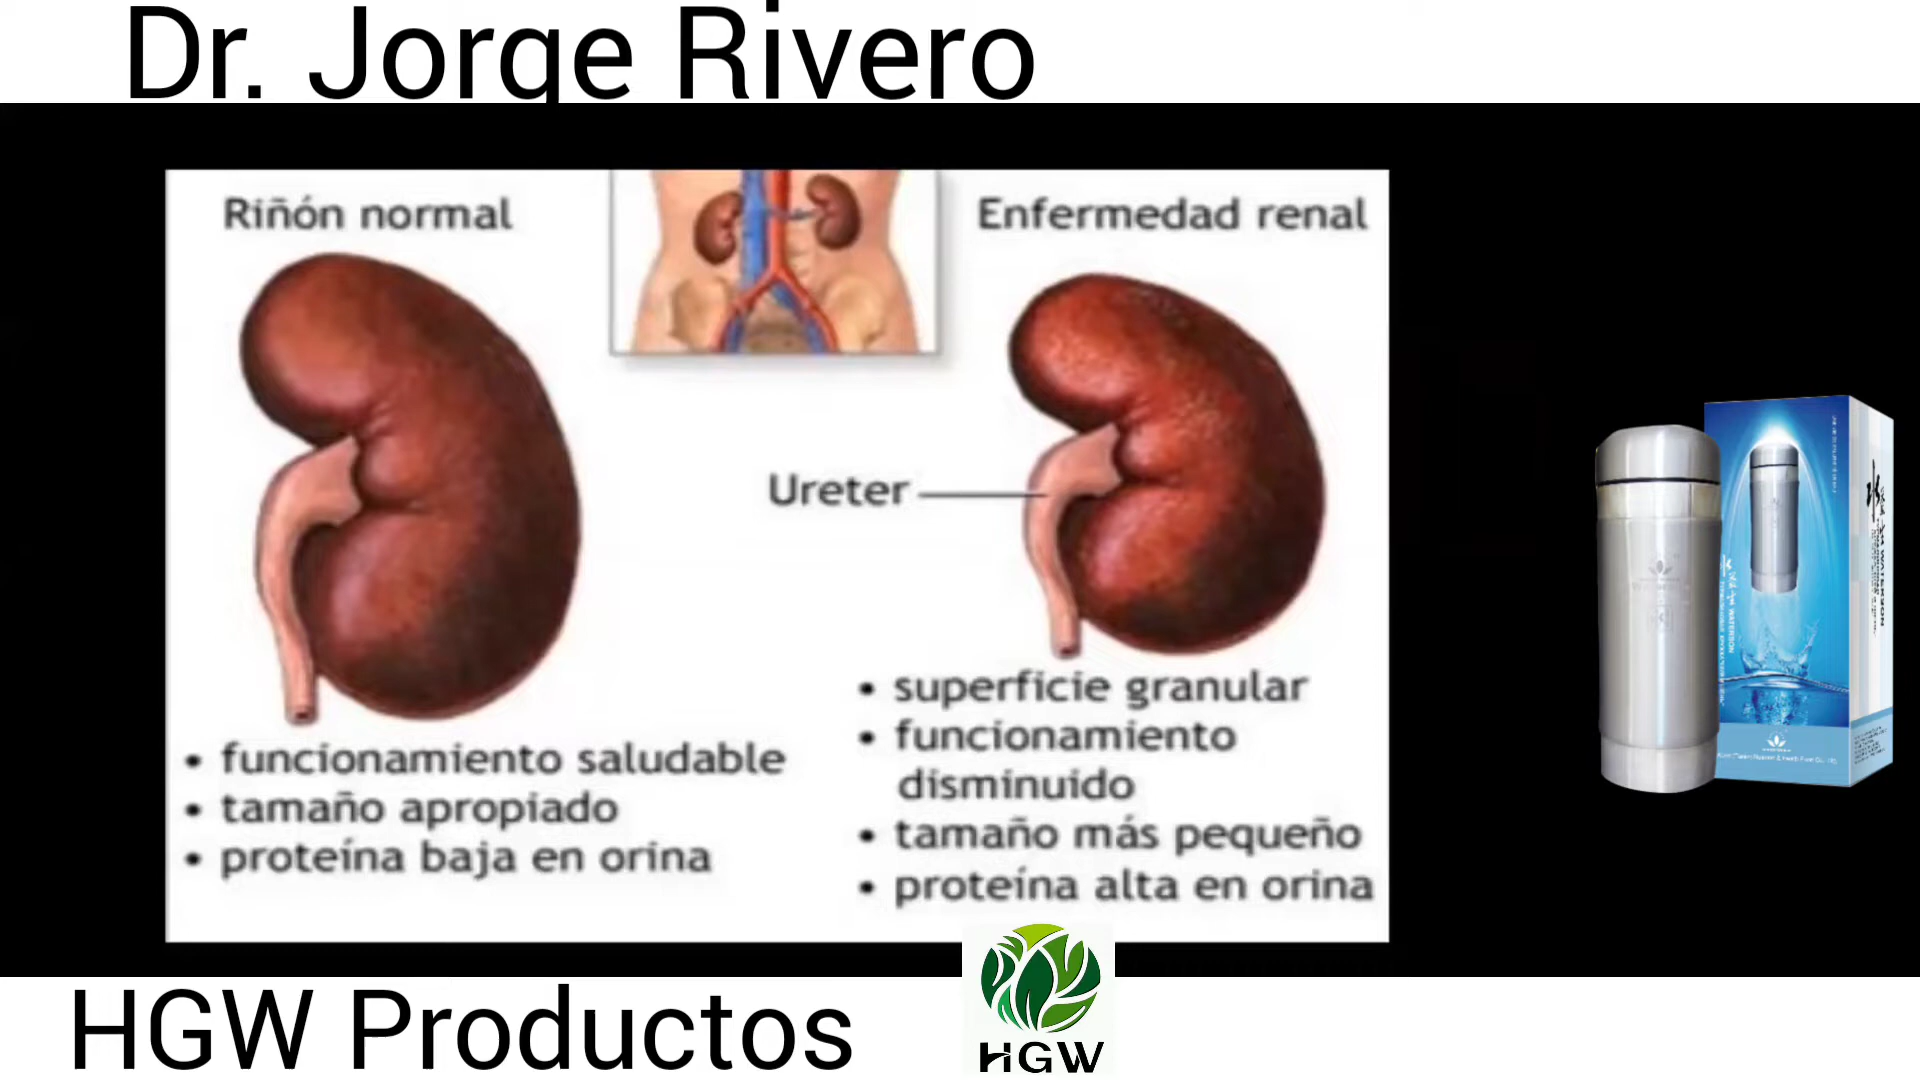 Dr. Jorge Rivero
Riñón normal
Enfermedad renal
Ureter
• funcionamiento saludable
• tamaño apropiado
• proteína baja en orina
• superficie granular
• funcionamiento
disminuido
• tamaño más pequeño
• proteína alta en orina
HGW Productos
HGW